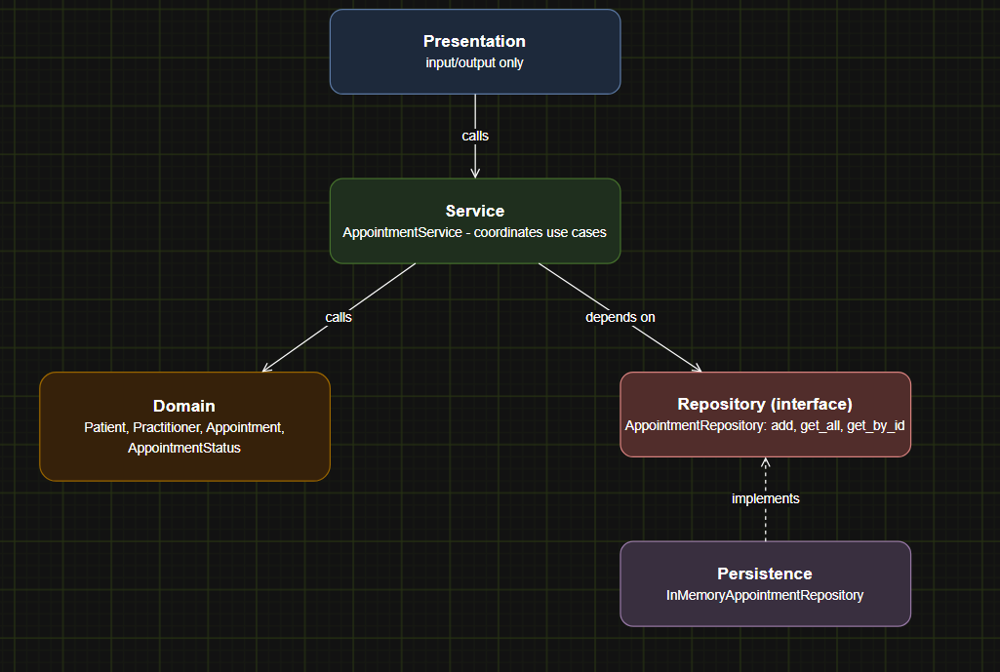 Presentation
input/output only
calls
Service
AppointmentService - coordinates use cases
calls
depends on
Domain
Patient, Practitioner, Appointment,
AppointmentStatus
Repository (interface)
AppointmentRepository: add, get_all, get_by_id
implements
Persistence
InMemoryAppointmentRepository